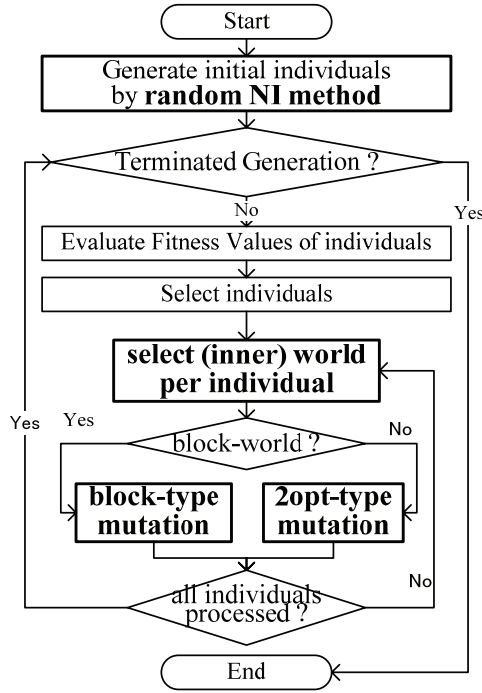 Start
Generate initial individuals
by random NI method
Terminated Generation ?
No
Yes
Evaluate Fitness Values of individuals
Select individuals
select (inner) world
per individual
Yes
Yes
block-world ?
No
block-type
mutation
2opt-type
mutation
all individuals
processed ?
No
End